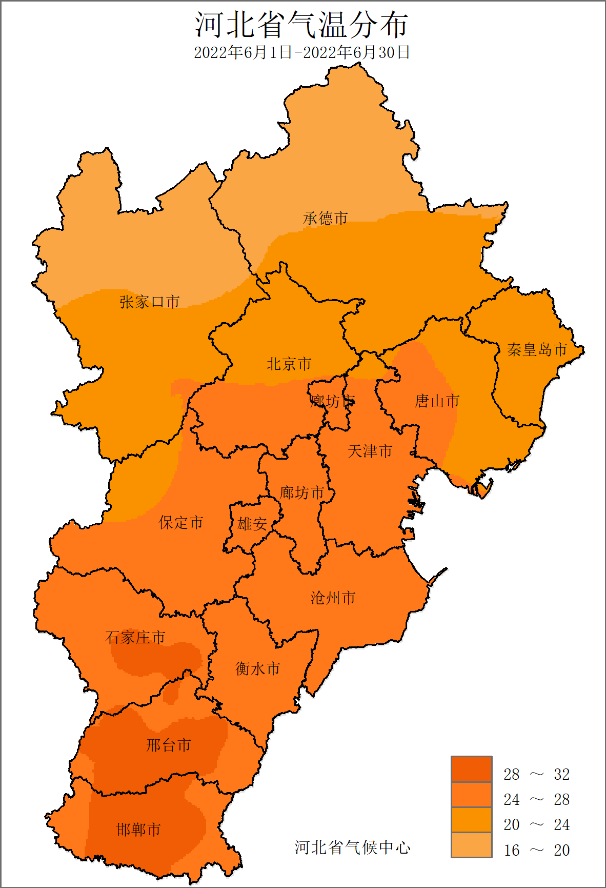 河北省气温分布
2022年6月1日-2022年6月30日
承德市
张家口市
秦皇岛市
北京市
廊坊市
唐山市
天津市
廊坊市
保定市
雄安
沧州市
石家庄市
衡水市
邢台市
28 ~ 32
24 ~ 28
20 ~ 24
邯郸市
河北省气候中心
16 ~ 20